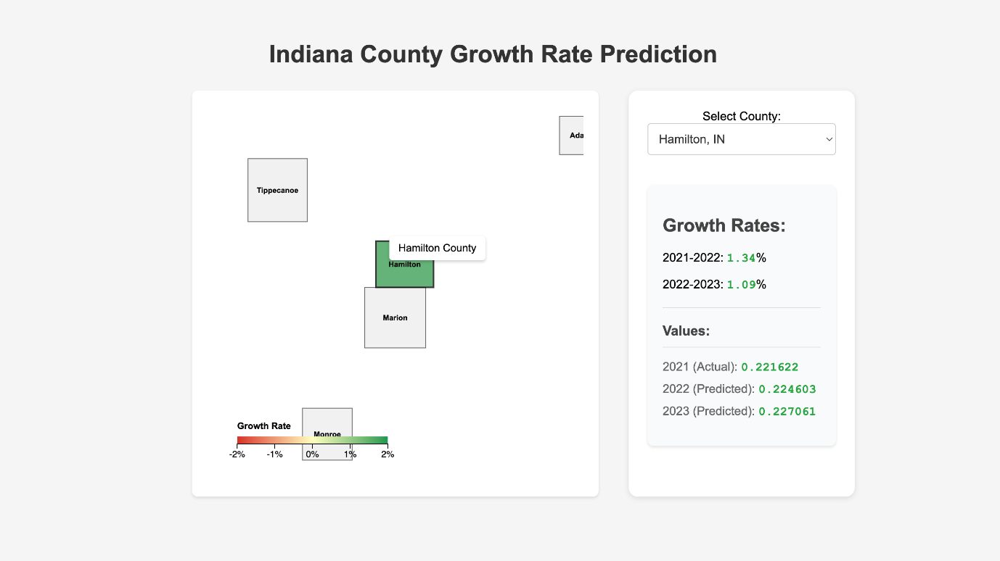 Indiana County Growth Rate Prediction
Ada
Tippecanoe
Hamilton County
Hamilton
Marion
Growth Rate
Monroe
-2% -1% 0% 1% 2%
Select County:
Hamilton, IN
Growth Rates:
2021-2022: 1.34%
2022-2023: 1.09%
Values:
2021 (Actual): 0.221622
2022 (Predicted): 0.224603
2023 (Predicted): 0.227061